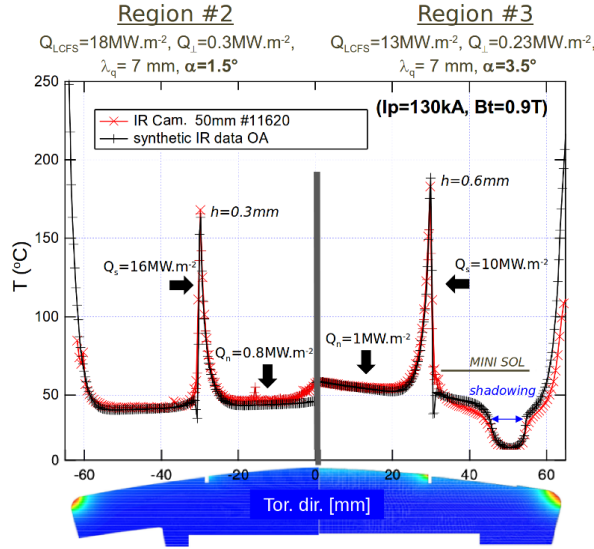 Region #2
Region #3
Q_LCFS=18MW.m⁻², Q_⊥=0.3MW.m⁻²,
λ_q= 7 mm, α=1.5°
Q_LCFS=13MW.m⁻², Q_⊥=0.23MW.m⁻²,
λ_q= 7 mm, α=3.5°
(Ip=130kA, Bt=0.9T)
IR Cam. 50mm #11620
synthetic IR data OA
h=0.3mm
h=0.6mm
Q_s=16MW.m⁻²
Q_s=10MW.m⁻²
Q_n=0.8MW.m⁻²
Q_n=1MW.m⁻²
MINI SOL
shadowing
T (ºC)
250
200
150
100
50
0
-60
-40
-20
0
20
40
60
Tor. dir. [mm]